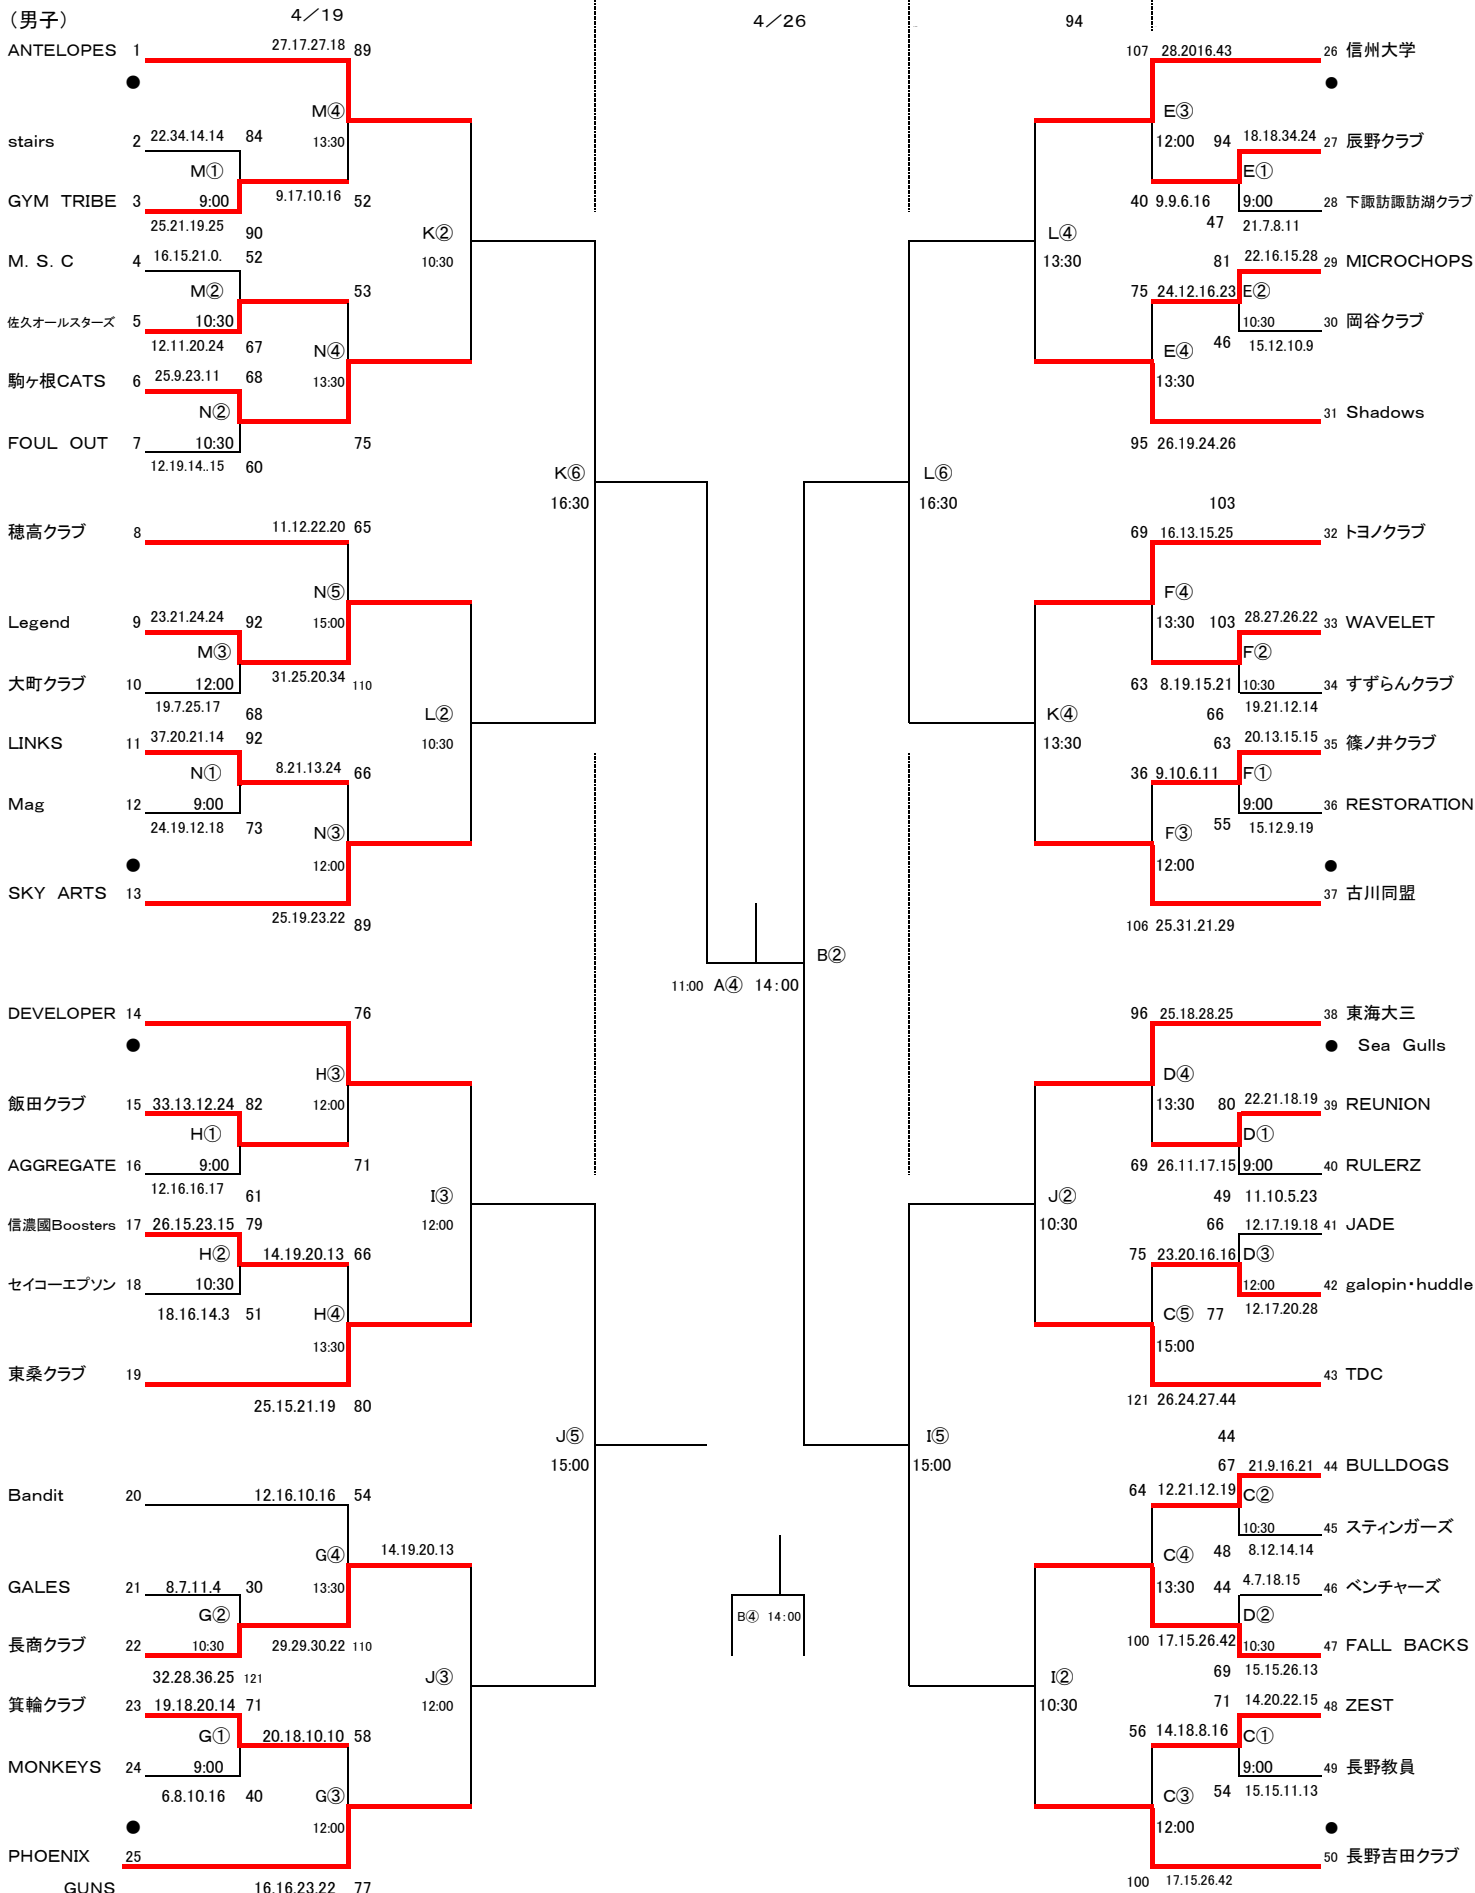 (男子)
4/19
4/26
94
ANTELOPES 1
27.17.27.18 89
●
M④
13:30
stairs 2 22.34.14.14 84
M①
9:00
GYM TRIBE 3
9.17.10.16 52
25.21.19.25 90
K②
10:30
M.S.C 4 16.15.21.0. 52
M②
10:30
53
佐久オールスターズ 5
12.11.20.24 67
N④
13:30
駒ヶ根CATS 6 25.9.23.11 68
N②
10:30
FOUL OUT 7
75
12.19.14..15 60
K⑥
16:30
穂高クラブ 8
11.12.22.20 65
N⑤
15:00
Legend 9 23.21.24.24 92
M③
12:00
大町クラブ 10
31.25.20.34 110
19.7.25.17 68
L②
10:30
LINKS 11 37.20.21.14 92
N①
9:00
8.21.13.24 66
Mag 12
24.19.12.18 73
N③
12:00
●
SKY ARTS 13
25.19.23.22 89
11:00 A④ 14:00
B②
DEVELOPER 14
76
●
H③
12:00
飯田クラブ 15 33.13.12.24 82
H①
9:00
AGGREGATE 16
71
12.16.16.17 61
I③
12:00
信濃國Boosters 17 26.15.23.15 79
H②
10:30
14.19.20.13 66
セイコーエプソン 18
18.16.14.3 51
H④
13:30
東桑クラブ 19
25.15.21.19 80
J⑤
15:00
Bandit 20
12.16.10.16 54
G④
13:30
14.19.20.13
GALES 21 8.7.11.4 30
G②
10:30
長商クラブ 22
29.29.30.22 110
32.28.36.25 121
J③
12:00
箕輪クラブ 23 19.18.20.14 71
G①
9:00
20.18.10.10 58
MONKEYS 24
6.8.10.16 40
G③
12:00
●
PHOENIX 25
GUNS
16.16.23.22 77
B④ 14:00
107 28.2016.43 26 信州大学
●
E③
12:00
94 18.18.34.24 27 辰野クラブ
E①
9:00
40 9.9.6.16
28 下諏訪諏訪湖クラブ
47 21.7.8.11
L④
13:30
81 22.16.15.28 29 MICROCHOPS
75 24.12.16.23 E②
10:30
30 岡谷クラブ
46 15.12.10.9
E④
13:30
31 Shadows
95 26.19.24.26
L⑥
16:30
103
69 16.13.15.25 32 トヨノクラブ
F④
13:30
103 28.27.26.22 33 WAVELET
F②
10:30
63 8.19.15.21
34 すずらんクラブ
19.21.12.14
66
K④
13:30
63 20.13.15.15 35 篠ノ井クラブ
36 9.10.6.11 F①
9:00
36 RESTORATION
55 15.12.9.19
F③
12:00
●
37 古川同盟
106 25.31.21.29
96 25.18.28.25 38 東海大三
● Sea Gulls
D④
13:30
80 22.21.18.19 39 REUNION
D①
9:00
69 26.11.17.15
40 RULERZ
49 11.10.5.23
J②
10:30
66 12.17.19.18 41 JADE
75 23.20.16.16 D③
12:00
42 galopin・huddle
77 12.17.20.28
C⑤
15:00
43 TDC
121 26.24.27.44
I⑤
15:00
44
67 21.9.16.21 44 BULLDOGS
64 12.21.12.19 C②
10:30
45 スティンガーズ
48 8.12.14.14
C④
13:30
44 4.7.18.15 46 ベンチャーズ
D②
10:30
100 17.15.26.42
47 FALL BACKS
69 15.15.26.13
I②
10:30
71 14.20.22.15 48 ZEST
56 14.18.8.16 C①
9:00
49 長野教員
54 15.15.11.13
C③
12:00
●
50 長野吉田クラブ
100 17.15.26.42